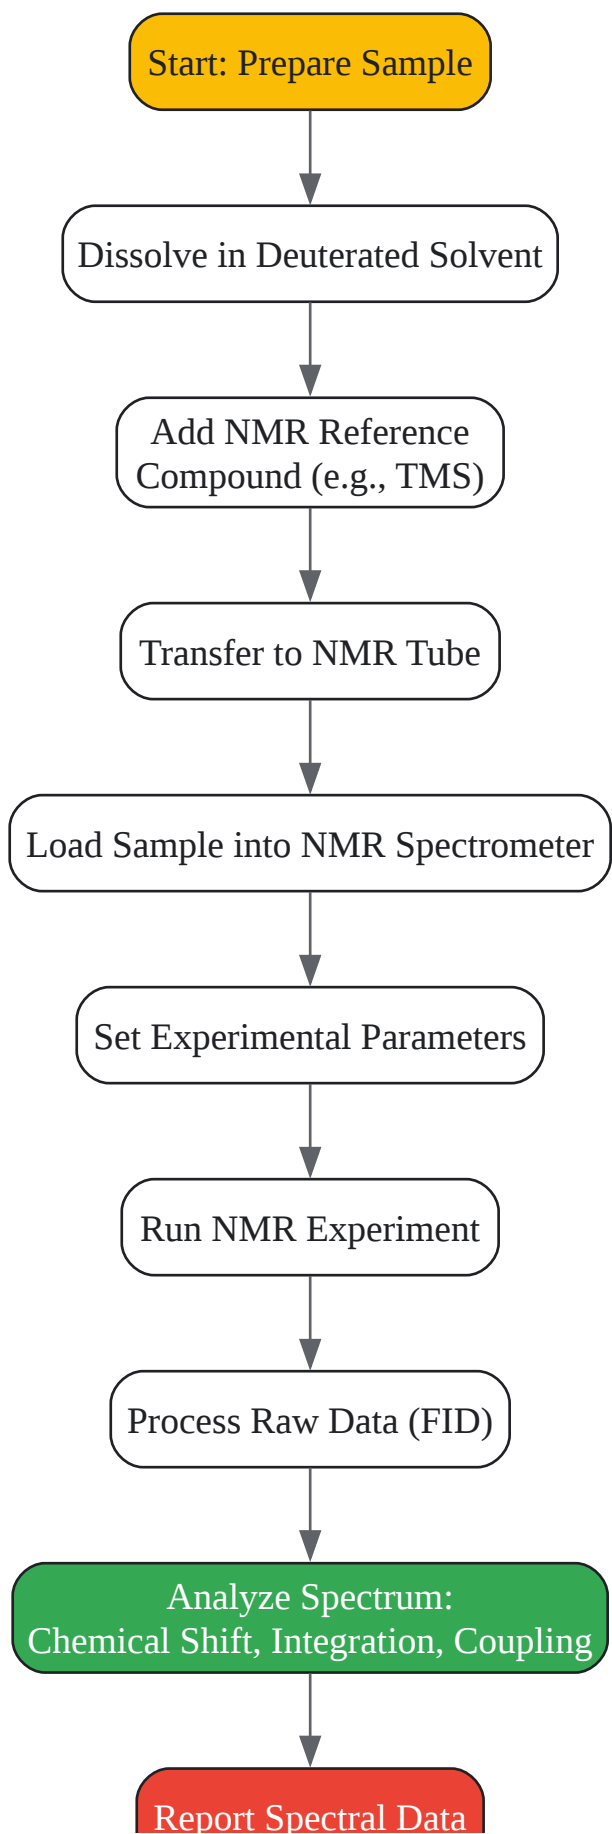 Start: Prepare Sample
Dissolve in Deuterated Solvent
Add NMR Reference
Compound (e.g., TMS)
Transfer to NMR Tube
Load Sample into NMR Spectrometer
Set Experimental Parameters
Run NMR Experiment
Process Raw Data (FID)
Analyze Spectrum:
Chemical Shift, Integration, Coupling
Report Spectral Data